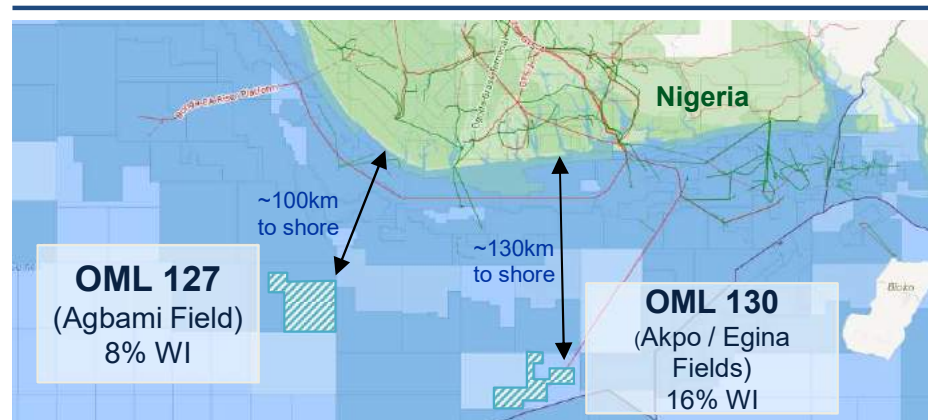 Nigeria
~100km
to shore
~130km
to shore
OML 127
(Agbami Field)
8% WI
OML 130
(Akpo / Egina
Fields)
16% WI